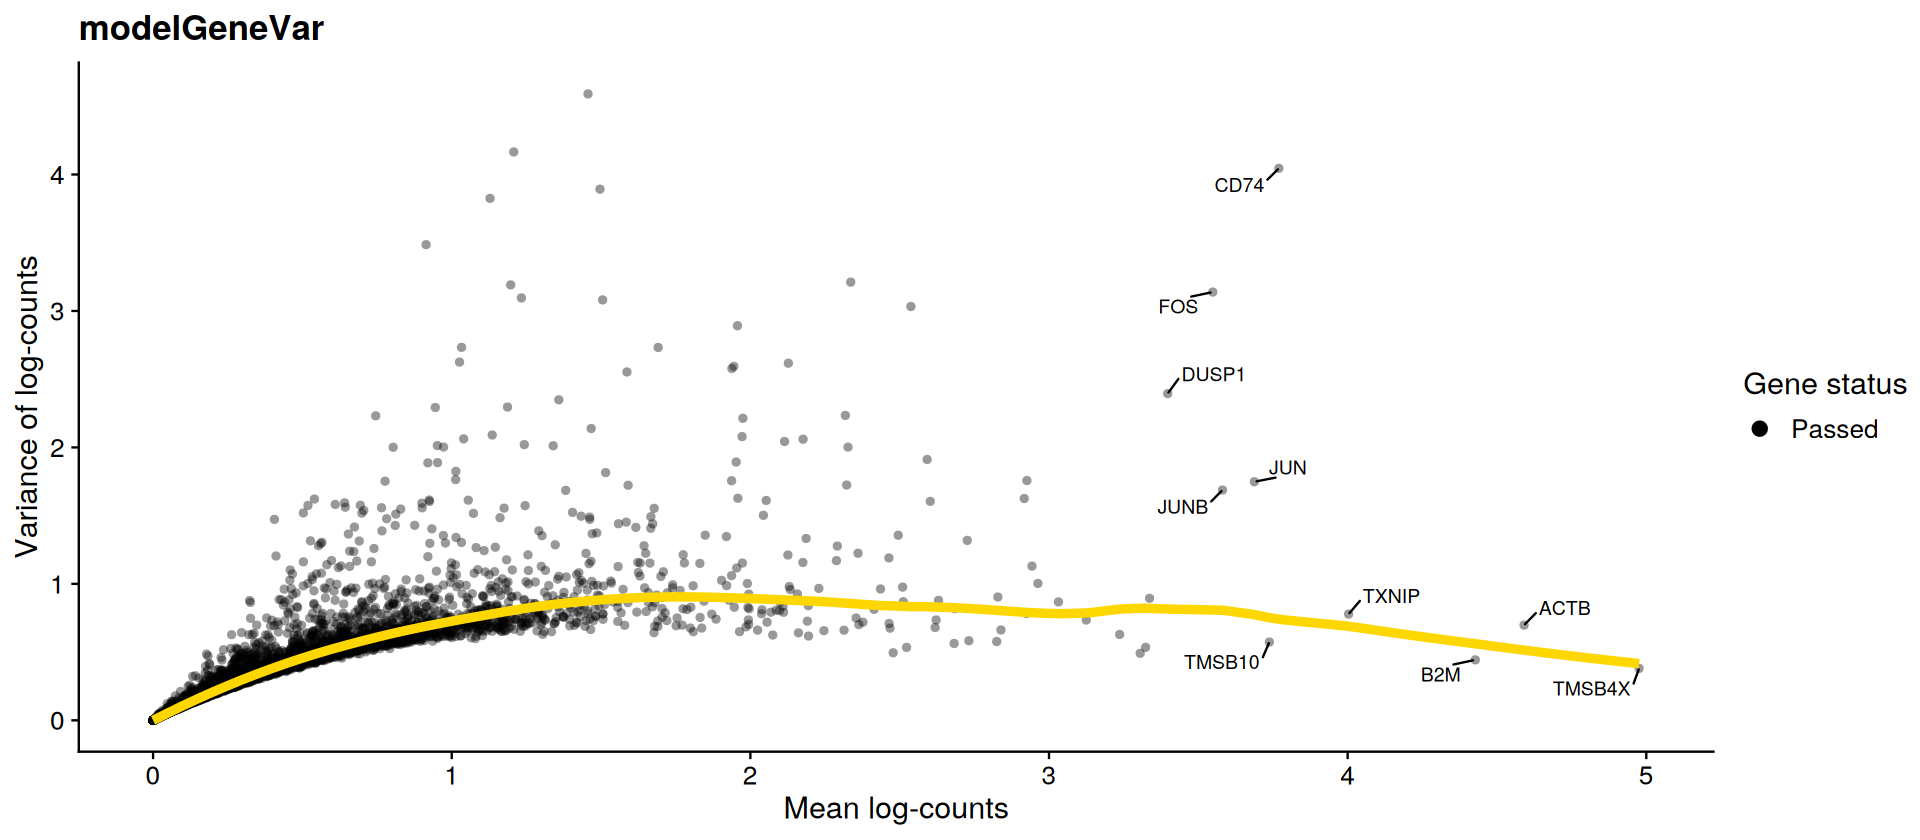 modelGeneVar
Variance of log-counts
4
3
2
1
0
CD74
FOS
DUSP1
JUN
JUNB
TXNIP
ACTB
TMSB10
B2M
TMSB4X
0 1 2 3 4 5
Mean log-counts
Gene status
Passed